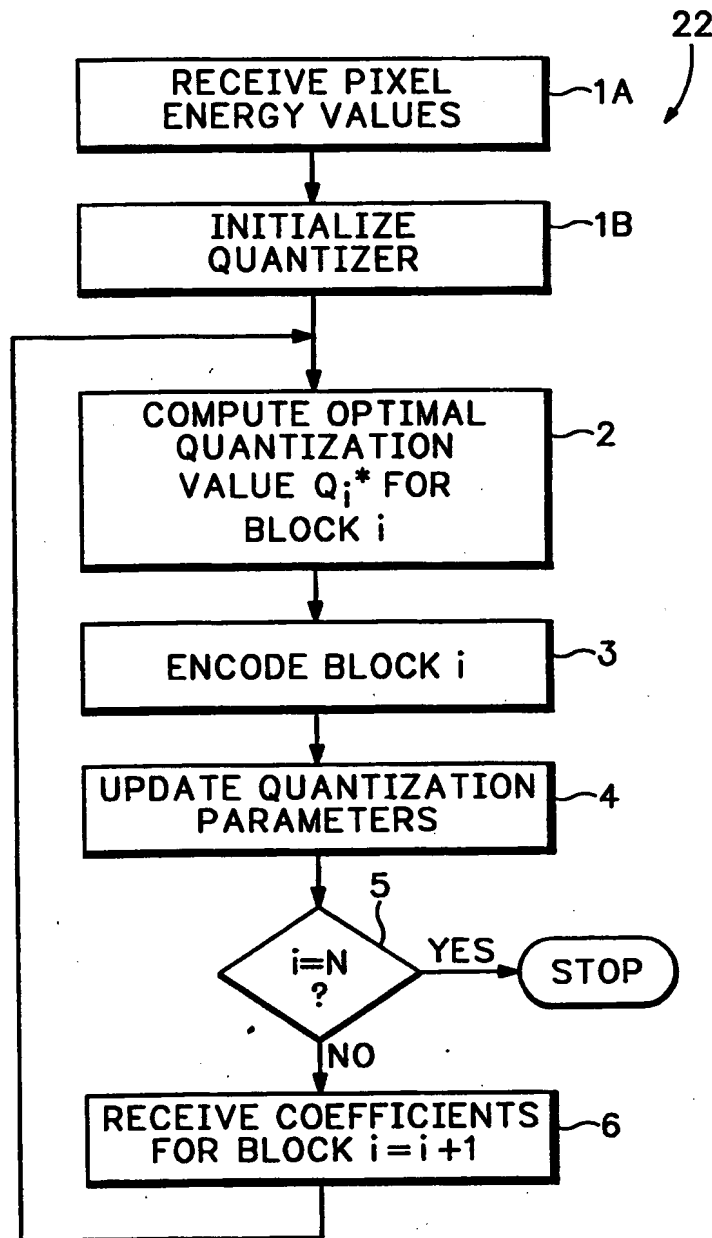 22
RECEIVE PIXEL
ENERGY VALUES
1A
INITIALIZE
QUANTIZER
1B
COMPUTE OPTIMAL
QUANTIZATION
VALUE Qi* FOR
BLOCK i
2
ENCODE BLOCK i
3
UPDATE QUANTIZATION
PARAMETERS
4
5
i=N
?
YES
STOP
NO
RECEIVE COEFFICIENTS
FOR BLOCK i=i+1
6